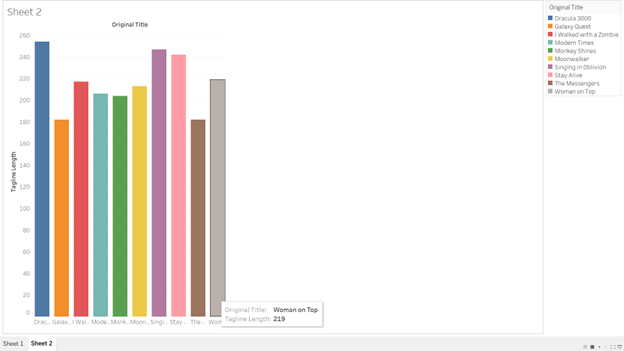 Sheet 2
Original Title
260
240
220
200
180
160
140
120
100
80
60
40
20
0
Tagline Length
Drac.. Galax.. I Wal.. Mode.. Monk.. Moon.. Singi.. Stay .. The .. Wom
Original Title: Woman on Top
Tagline Length: 219
Original Title
Dracula 3000
Galaxy Quest
I Walked with a Zombie
Modern Times
Monkey Shines
Moonwalker
Singing in Oblivion
Stay Alive
The Messengers
Woman on Top
Sheet 1 Sheet 2